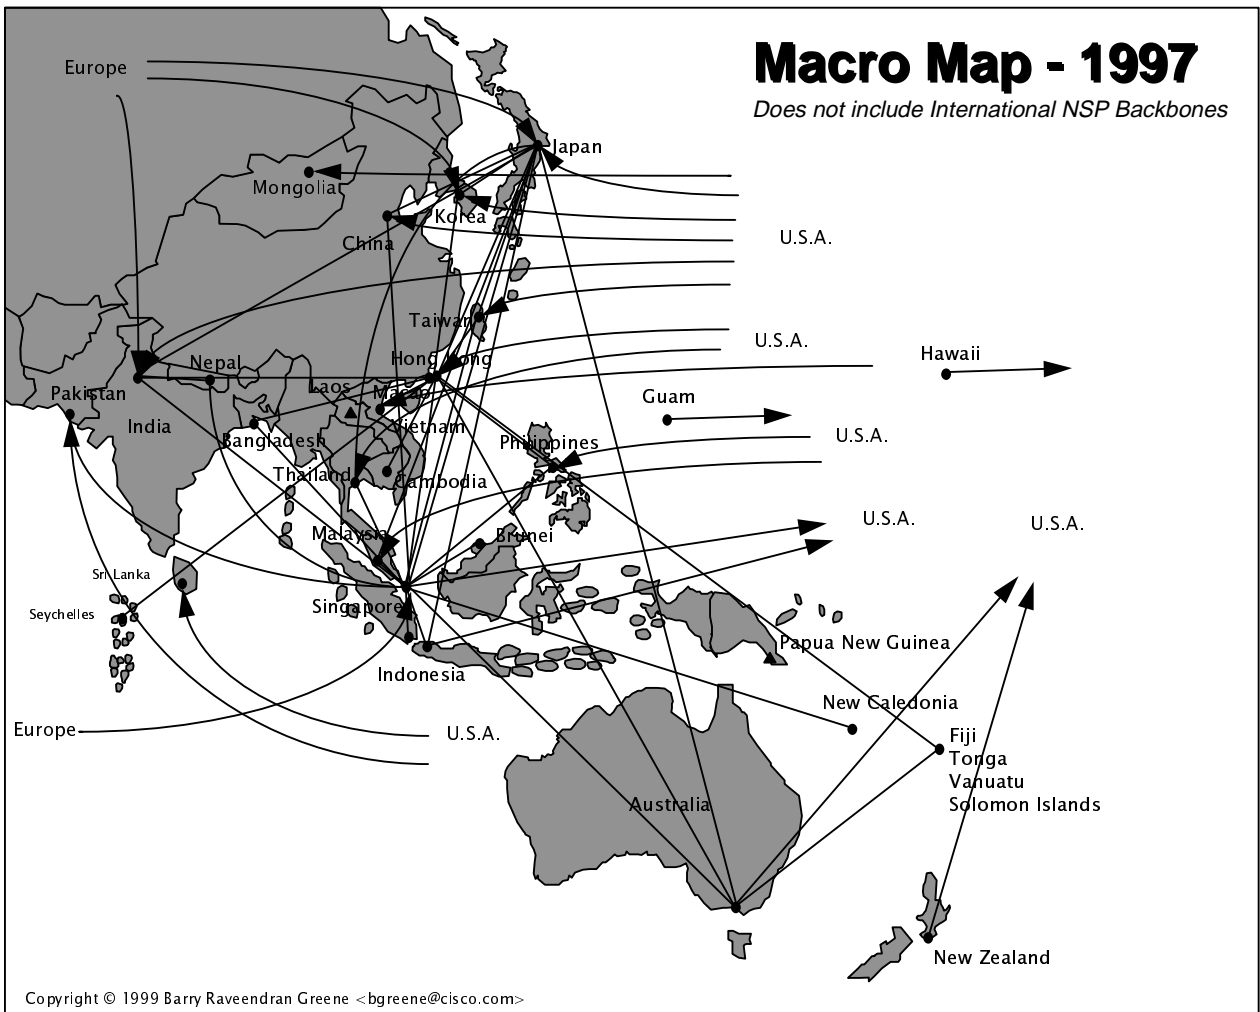 Macro Map - 1997
Does not include International NSP Backbones
Europe
Japan
Mongolia
Korea
China
U.S.A.
Taiwan
U.S.A.
Hong Kong
Hawaii
Nepal
Laos
Macao
Pakistan
Guam
India
Vietnam
Bangladesh
Philippines
U.S.A.
Thailand
Cambodia
U.S.A.
U.S.A.
Malaysia
Brunei
Sri Lanka
Seychelles
Singapore
Papua New Guinea
Indonesia
New Caledonia
Europe
U.S.A.
Fiji
Tonga
Vanuatu
Solomon Islands
Australia
New Zealand
Copyright © 1999 Barry Raveendran Greene <bgreene@cisco.com>